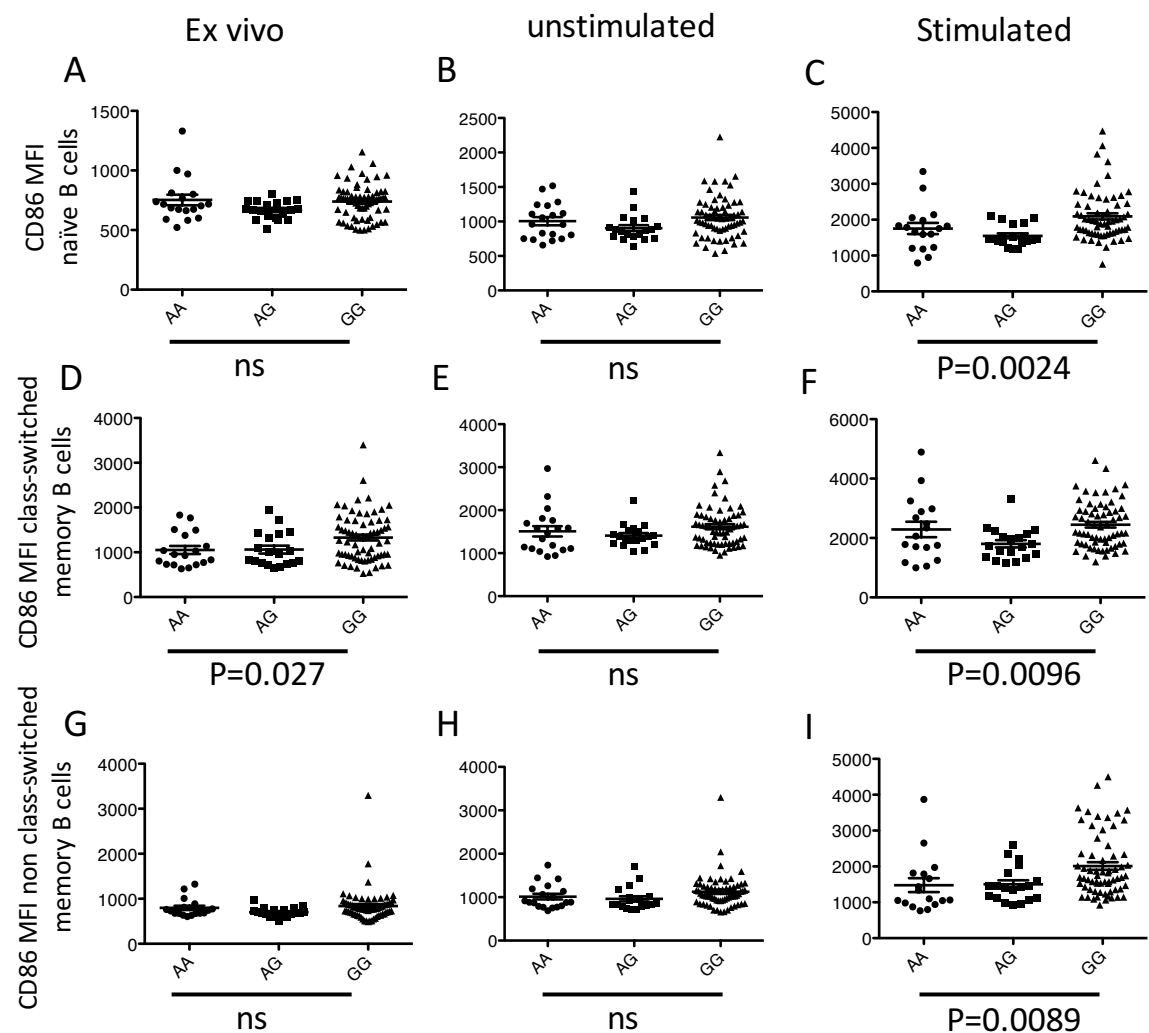 Ex vivo
unstimulated
Stimulated
A
B
C
CD86 MFI
naïve B cells
1500
1000
500
0
AA
AG
GG
ns
2500
2000
1500
1000
500
0
AA
AG
GG
ns
5000
4000
3000
2000
1000
0
AA
AG
GG
P=0.0024
D
E
F
CD86 MFI class-switched
memory B cells
4000
3000
2000
1000
0
AA
AG
GG
P=0.027
4000
3000
2000
1000
0
AA
AG
GG
ns
6000
4000
2000
0
AA
AG
GG
P=0.0096
G
H
I
CD86 MFI non class-switched
memory B cells
4000
3000
2000
1000
0
AA
AG
GG
ns
4000
3000
2000
1000
0
AA
AG
GG
ns
5000
4000
3000
2000
1000
0
AA
AG
GG
P=0.0089